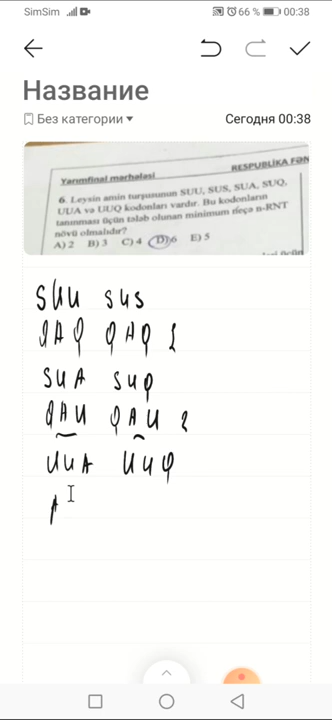 SimSim 66 % 00:38
Название
Без категории Сегодня 00:38
Yarımfinal mərhələsi RESPUBLİKA FƏN
6. Leysin amin turşusunun SUU, SUS, SUA, SUQ,
UUA və UUQ kodonları vardır. Bu kodonların
tanınması üçün tələb olunan minimum neçə n-RNT
növü olmalıdır?
A) 2 B) 3 C) 4 D) 6 E) 5
SUU SUS
QAQ QAQ
SUA SUQ
QAU QAU 2
UUA UUQ
A